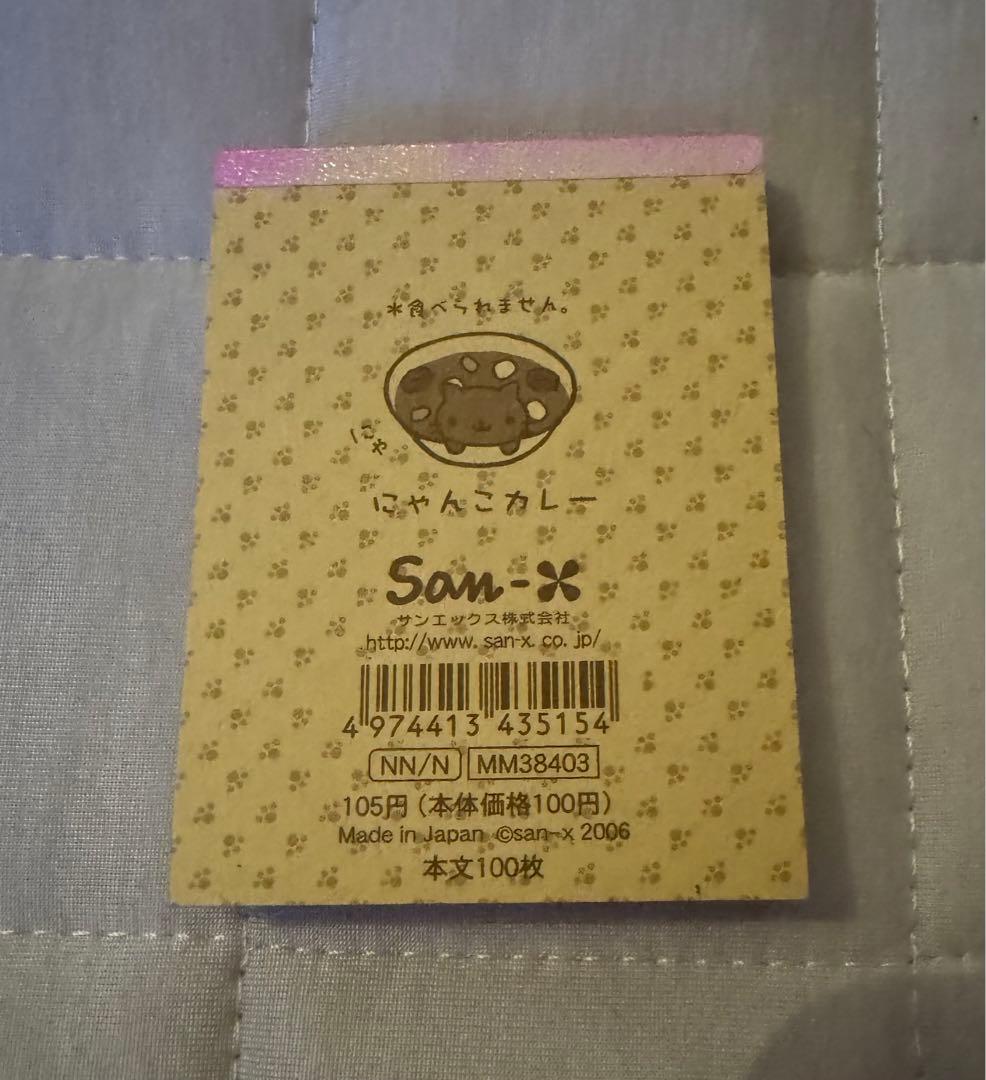 *食べられません。
にゃ
にゃんこカレー
San-X
サンエックス株式会社
http://www.san-x.co.jp/
4 974413 435154
NN/N MM38403
105円(本体価格100円)
Made in Japan ©san-x 2006
本文100枚